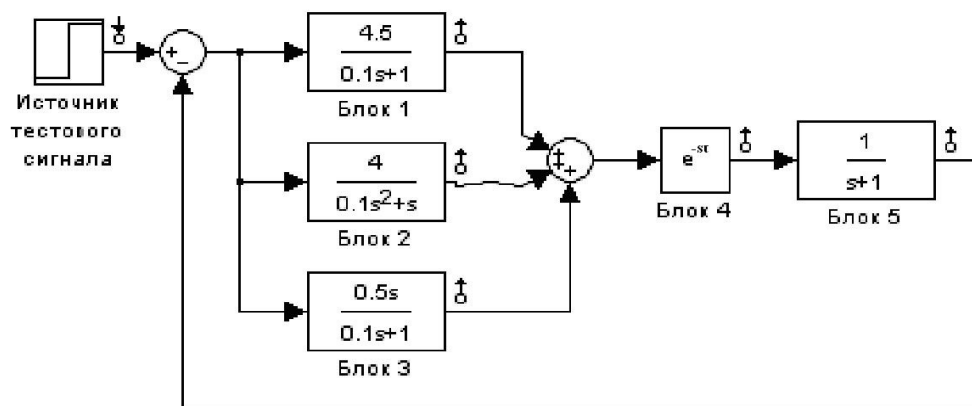 Источник
тестового
сигнала
+
−
4.5
0.1s+1
Блок 1
4
0.1s²+s
Блок 2
0.5s
0.1s+1
Блок 3
+
+
+
e⁻ˢᵗ
Блок 4
1
s+1
Блок 5